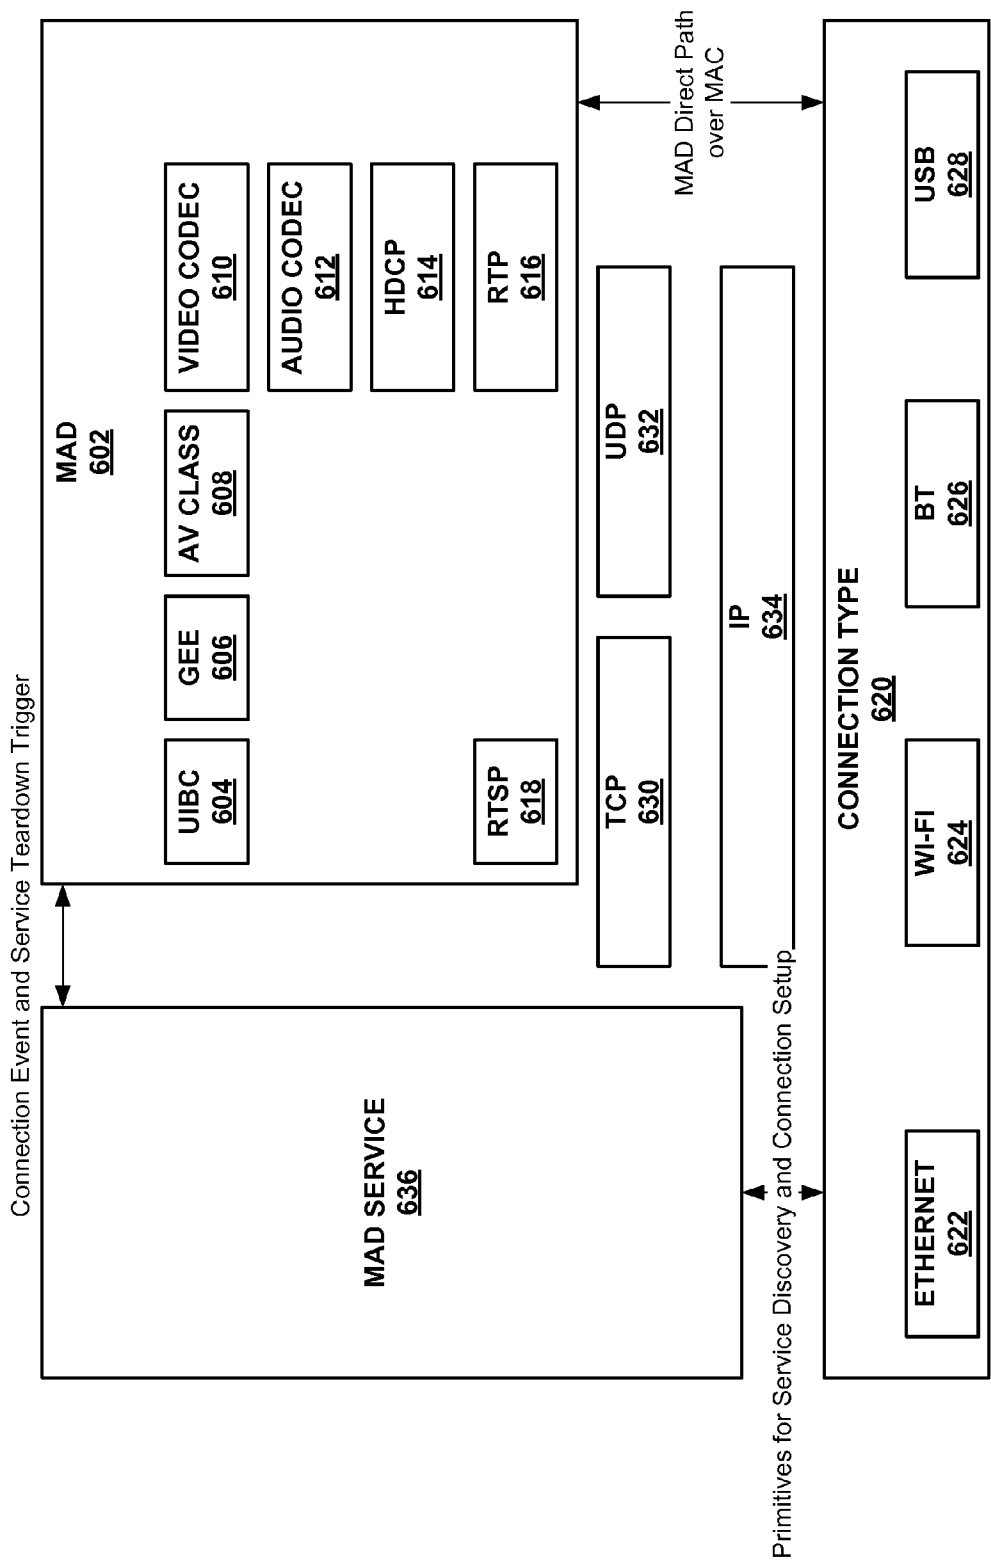 Connection Event and Service Teardown Trigger
MAD SERVICE
636
MAD
602
UIBC
604
GEE
606
AV CLASS
608
VIDEO CODEC
610
AUDIO CODEC
612
HDCP
614
RTSP
618
RTP
616
TCP
630
UDP
632
IP
634
MAD Direct Path
over MAC
Primitives for Service Discovery and Connection Setup
CONNECTION TYPE
620
ETHERNET
622
WI-FI
624
BT
626
USB
628